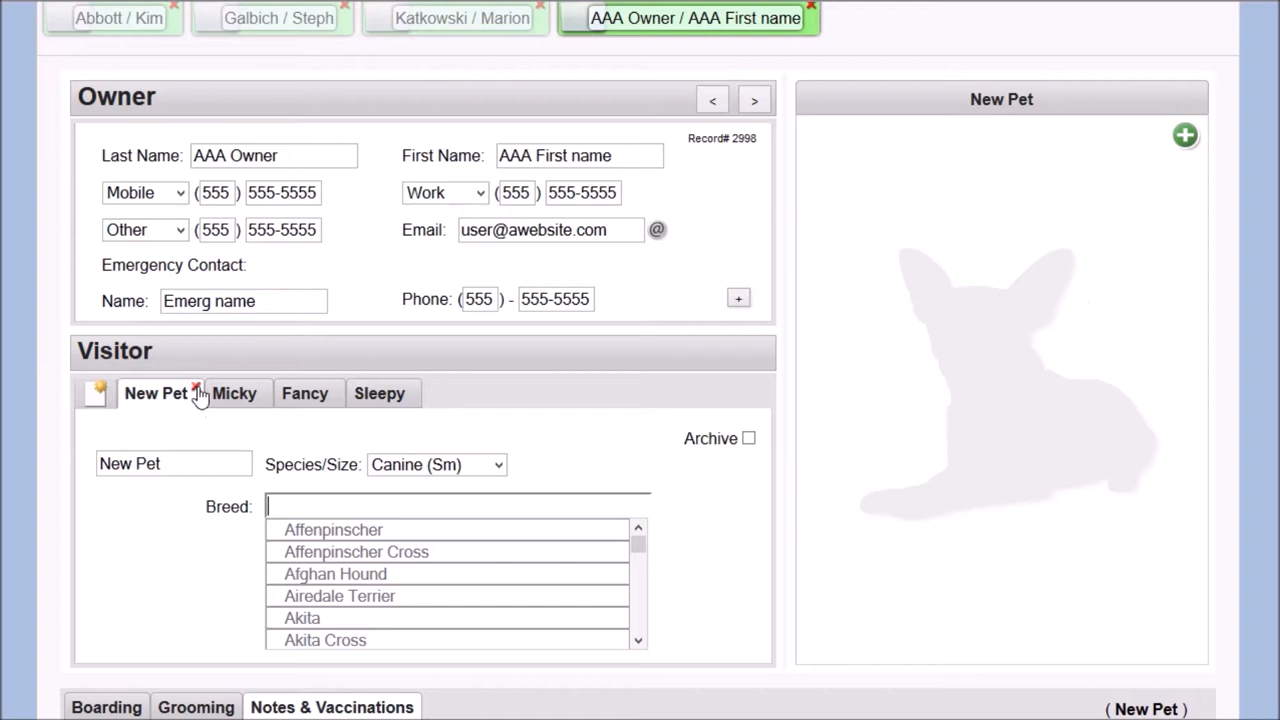 Abbott / Kim Galbich / Steph Katkowski / Marion AAA Owner / AAA First name
Owner < >
Record# 2998
Last Name: AAA Owner First Name: AAA First name
Mobile (555) 555-5555 Work (555) 555-5555
Other (555) 555-5555 Email: user@awebsite.com @
Emergency Contact:
Name: Emerg name Phone: (555) - 555-5555 +
Visitor
New Pet Micky Fancy Sleepy
Archive
New Pet Species/Size: Canine (Sm)
Breed:
Affenpinscher
Affenpinscher Cross
Afghan Hound
Airedale Terrier
Akita
Akita Cross
New Pet
Boarding Grooming Notes & Vaccinations ( New Pet )